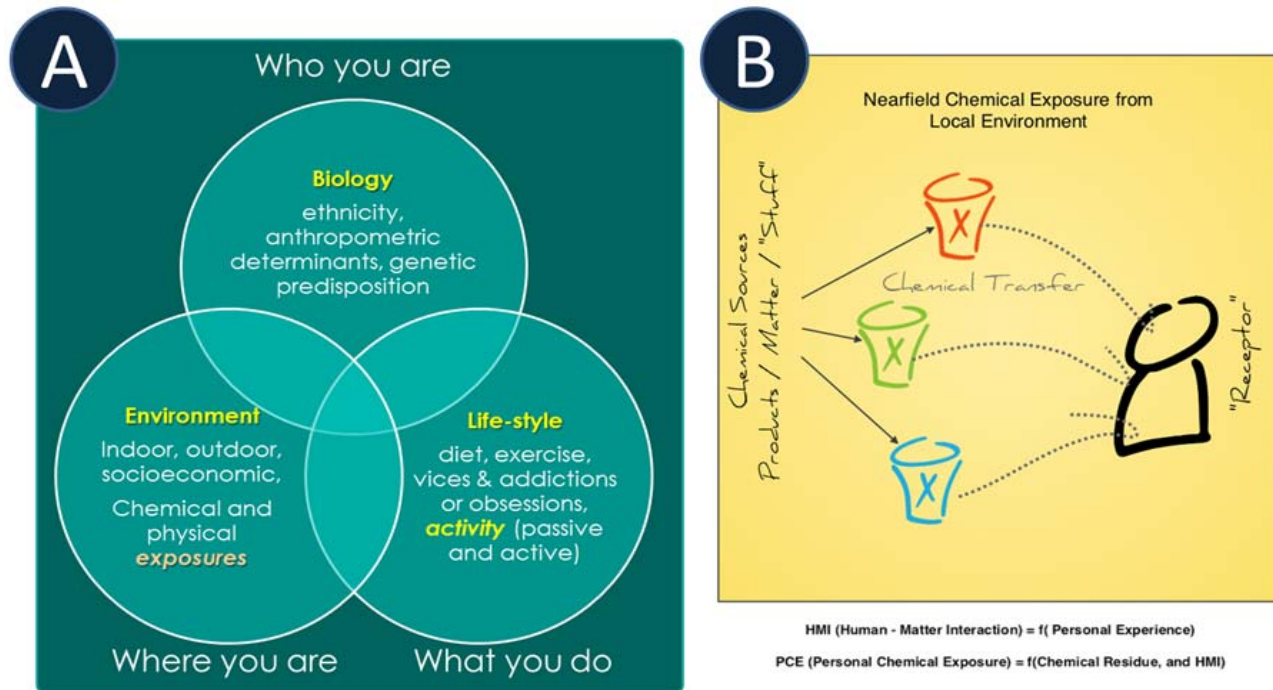 A
Who you are
Biology
ethnicity,
anthropometric
determinants, genetic
predisposition
Environment
Indoor, outdoor,
socioeconomic,
Chemical and
physical
exposures
Life-style
diet, exercise,
vices & addictions
or obsessions,
activity (passive
and active)
Where you are
What you do
B
Nearfield Chemical Exposure from
Local Environment
Chemical Sources
Products / Matter / "Stuff"
X
Chemical Transfer
X
X
"Receptor"
HMI (Human - Matter Interaction) = f( Personal Experience)
PCE (Personal Chemical Exposure) = f(Chemical Residue, and HMI)